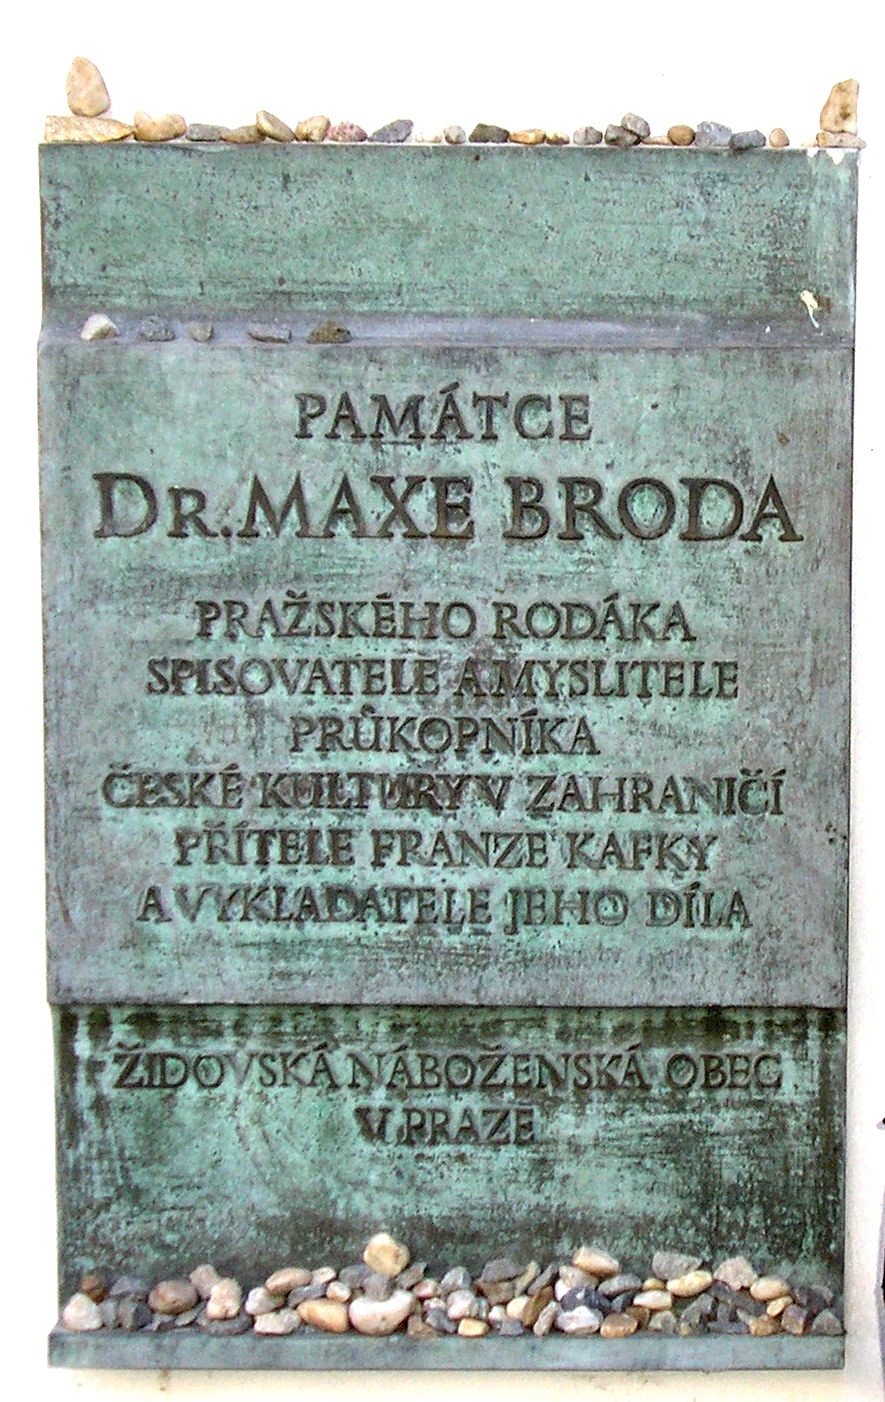 PAMÁTCE
DR. MAXE BRODA
PRAŽSKÉHO RODÁKA
SPISOVATELE A MYSLITELE
PRŮKOPNÍKA
ČESKÉ KULTURY V ZAHRANIČÍ
PŘÍTELE FRANZE KAFKY
A VYKLADATELE JEHO DÍLA
ŽIDOVSKÁ NÁBOŽENSKÁ OBEC
V PRAZE